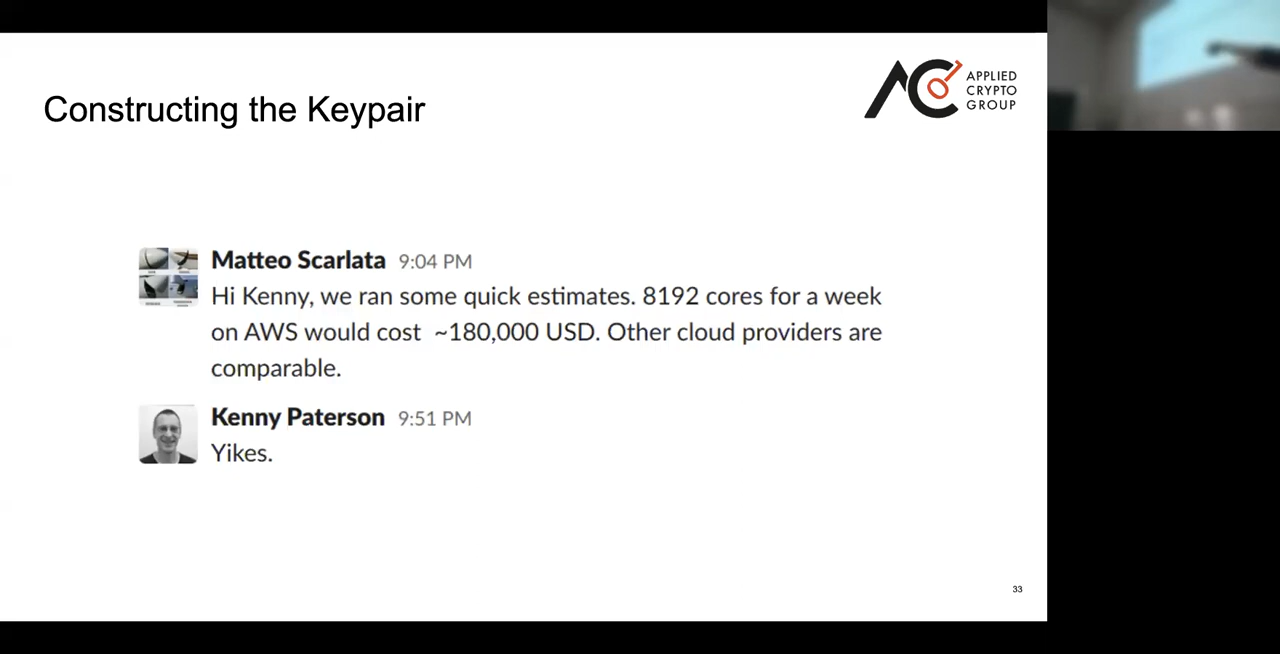 Constructing the Keypair
APPLIED
CRYPTO
GROUP
Matteo Scarlata 9:04 PM
Hi Kenny, we ran some quick estimates. 8192 cores for a week
on AWS would cost ~180,000 USD. Other cloud providers are
comparable.
Kenny Paterson 9:51 PM
Yikes.
33